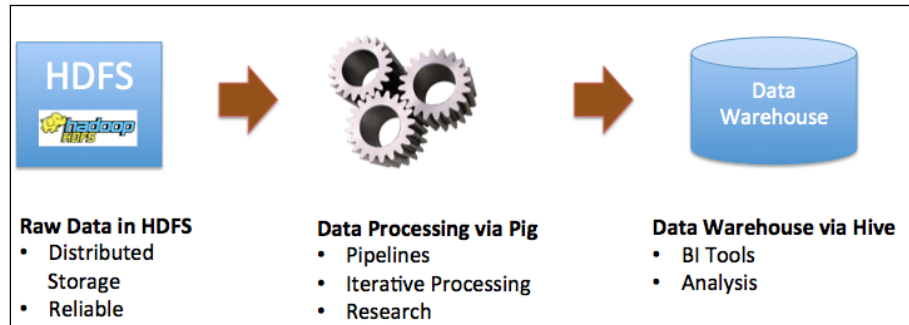 HDFS
hadoop
HDFS
Data
Warehouse
Raw Data in HDFS
• Distributed
Storage
• Reliable
Data Processing via Pig
• Pipelines
• Iterative Processing
• Research
Data Warehouse via Hive
• BI Tools
• Analysis